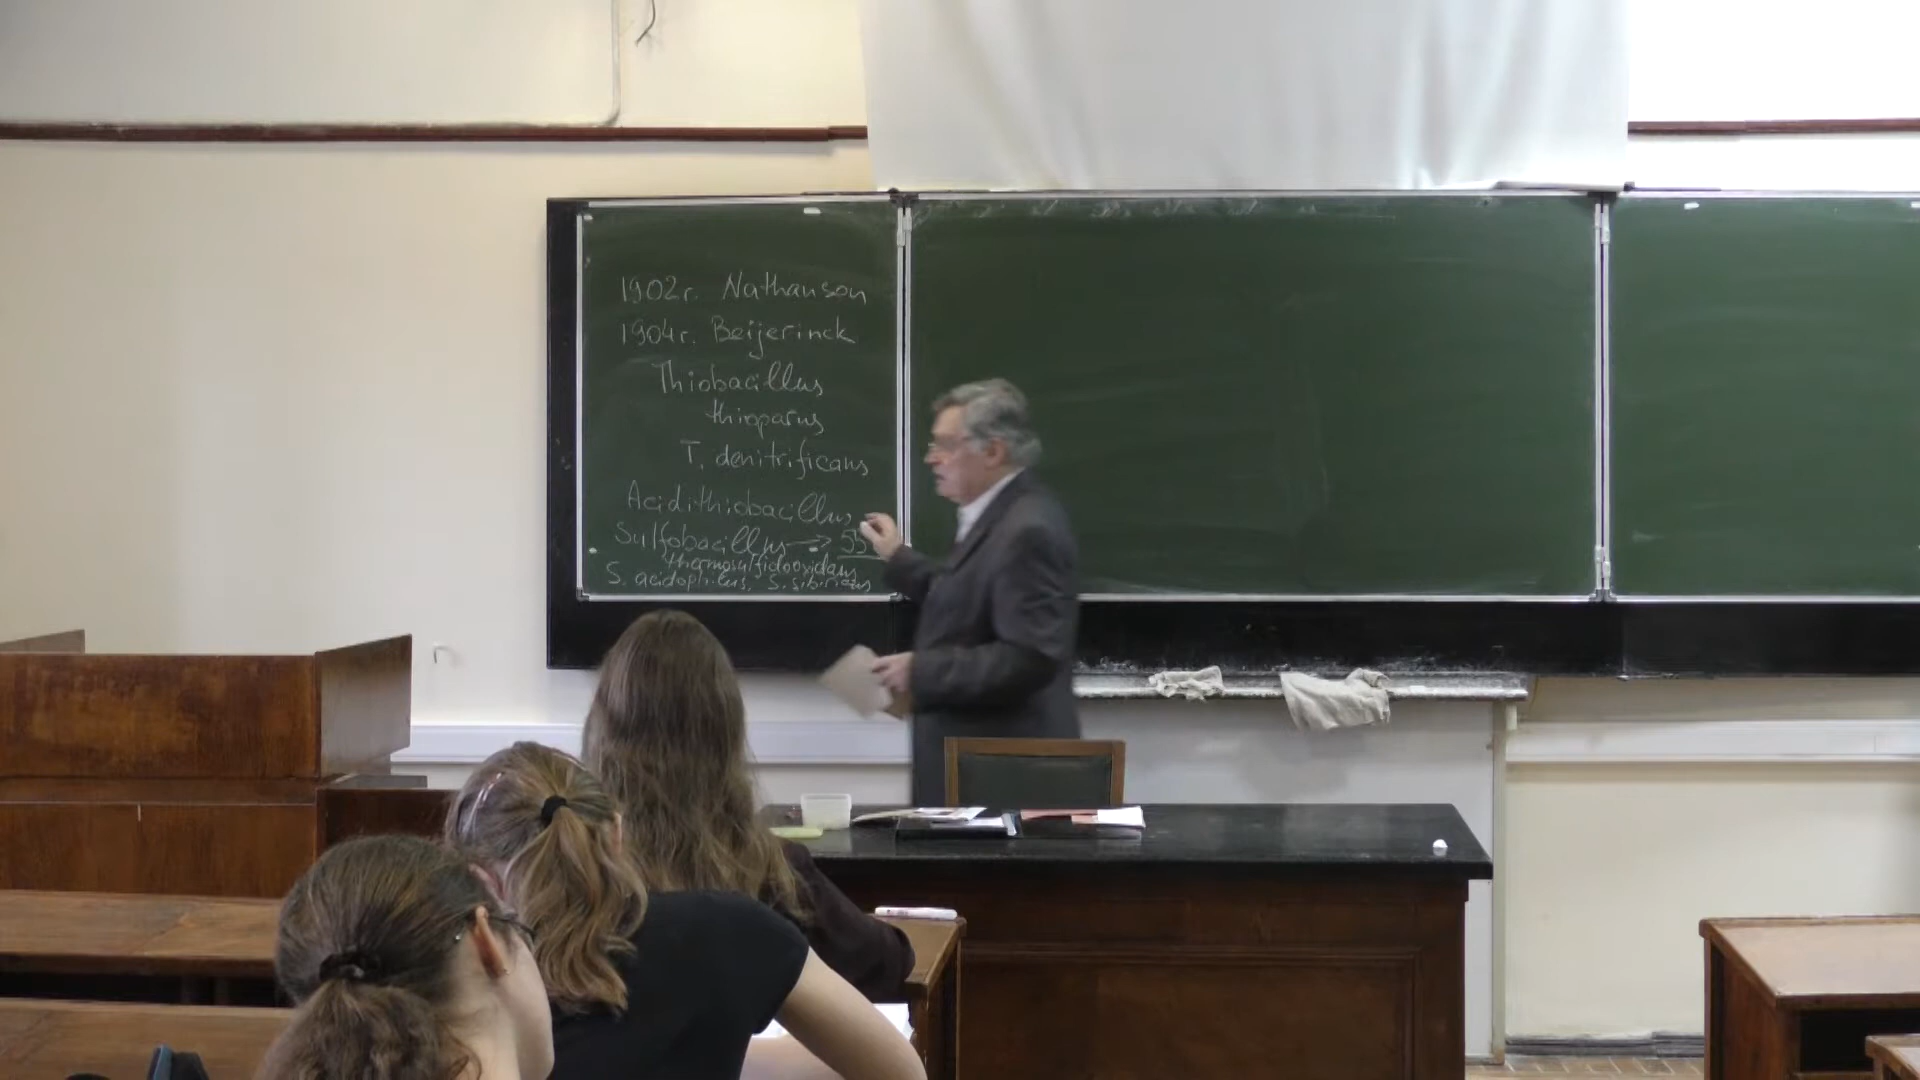 1902г. Nathanson
1904г. Beijerinck
Thiobacillus
thioparus
T. denitrificans
Acidithiobacillus
Sulfobacillus →
thermosulfidooxidans
S. acidophilus, S. sibiricus